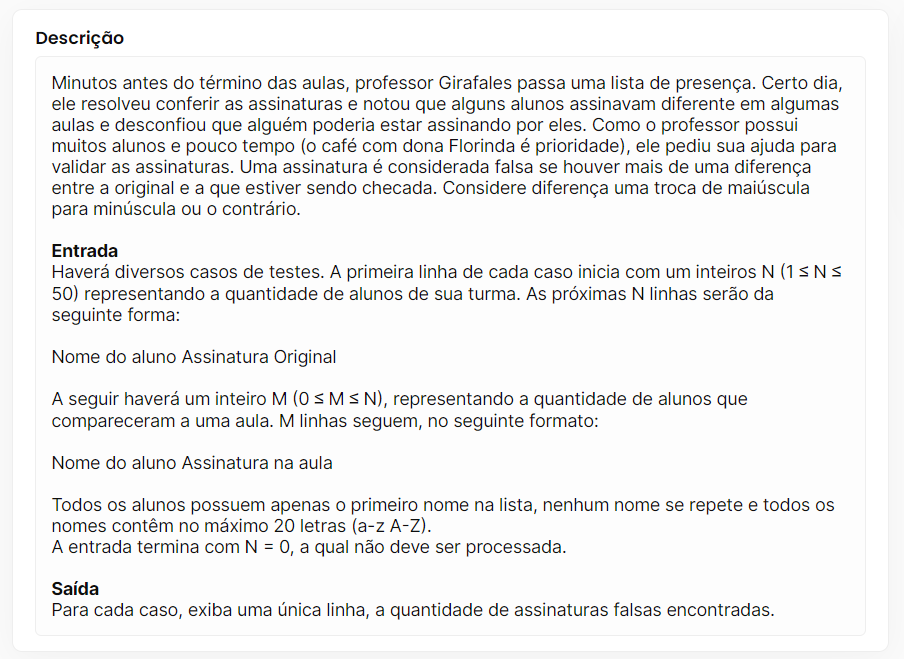 Descrição
Minutos antes do término das aulas, professor Girafales passa uma lista de presença. Certo dia,
ele resolveu conferir as assinaturas e notou que alguns alunos assinavam diferente em algumas
aulas e desconfiou que alguém poderia estar assinando por eles. Como o professor possui
muitos alunos e pouco tempo (o café com dona Florinda é prioridade), ele pediu sua ajuda para
validar as assinaturas. Uma assinatura é considerada falsa se houver mais de uma diferença
entre a original e a que estiver sendo checada. Considere diferença uma troca de maiúscula
para minúscula ou o contrário.
Entrada
Haverá diversos casos de testes. A primeira linha de cada caso inicia com um inteiros N (1 ≤ N ≤
50) representando a quantidade de alunos de sua turma. As próximas N linhas serão da
seguinte forma:
Nome do aluno Assinatura Original
A seguir haverá um inteiro M (0 ≤ M ≤ N), representando a quantidade de alunos que
compareceram a uma aula. M linhas seguem, no seguinte formato:
Nome do aluno Assinatura na aula
Todos os alunos possuem apenas o primeiro nome na lista, nenhum nome se repete e todos os
nomes contêm no máximo 20 letras (a-z A-Z).
A entrada termina com N = 0, a qual não deve ser processada.
Saída
Para cada caso, exiba uma única linha, a quantidade de assinaturas falsas encontradas.